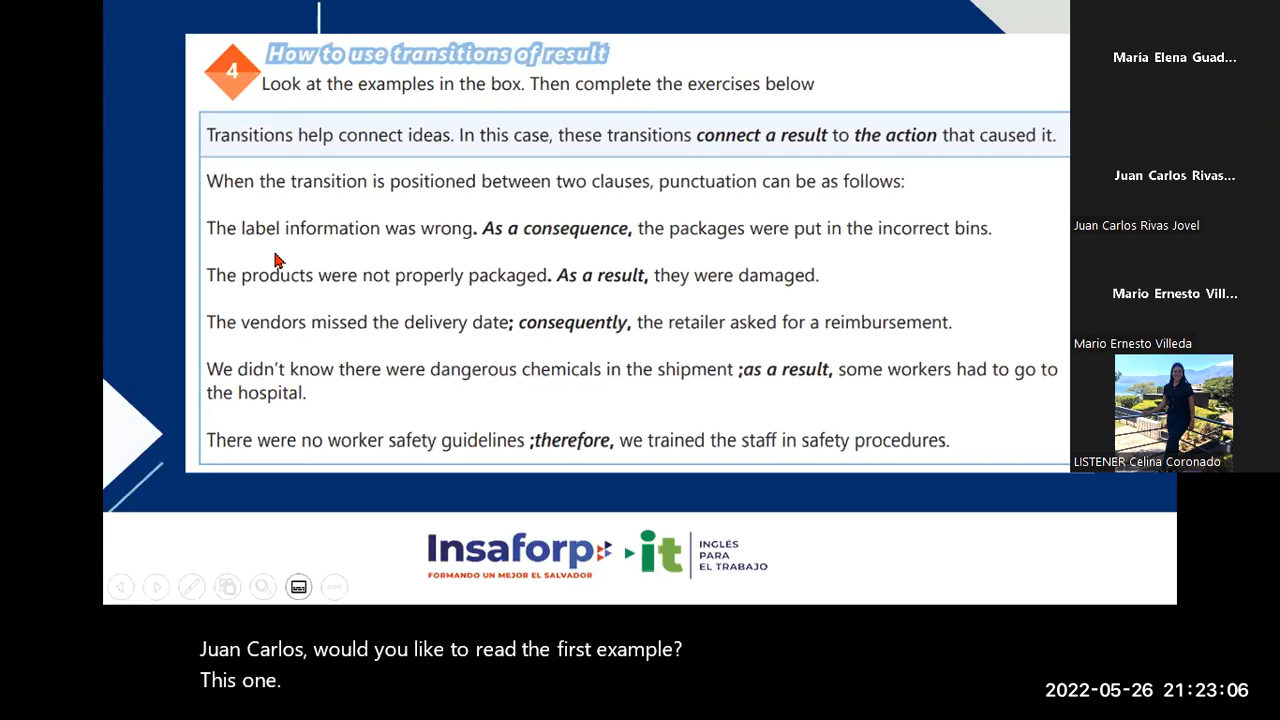 How to use transitions of result
4
Look at the examples in the box. Then complete the exercises below
Transitions help connect ideas. In this case, these transitions connect a result to the action that caused it.
When the transition is positioned between two clauses, punctuation can be as follows:
The label information was wrong. As a consequence, the packages were put in the incorrect bins.
The products were not properly packaged. As a result, they were damaged.
The vendors missed the delivery date; consequently, the retailer asked for a reimbursement.
We didn't know there were dangerous chemicals in the shipment ;as a result, some workers had to go to
the hospital.
There were no worker safety guidelines ;therefore, we trained the staff in safety procedures.
Insaforp
FORMANDO UN MEJOR EL SALVADOR
it
INGLÉS
PARA
EL TRABAJO
María Elena Guad...
Juan Carlos Rivas...
Juan Carlos Rivas Jovel
Mario Ernesto Vill...
Mario Ernesto Villeda
LISTENER Celina Coronado
Juan Carlos, would you like to read the first example?
This one.
2022-05-26 21:23:06